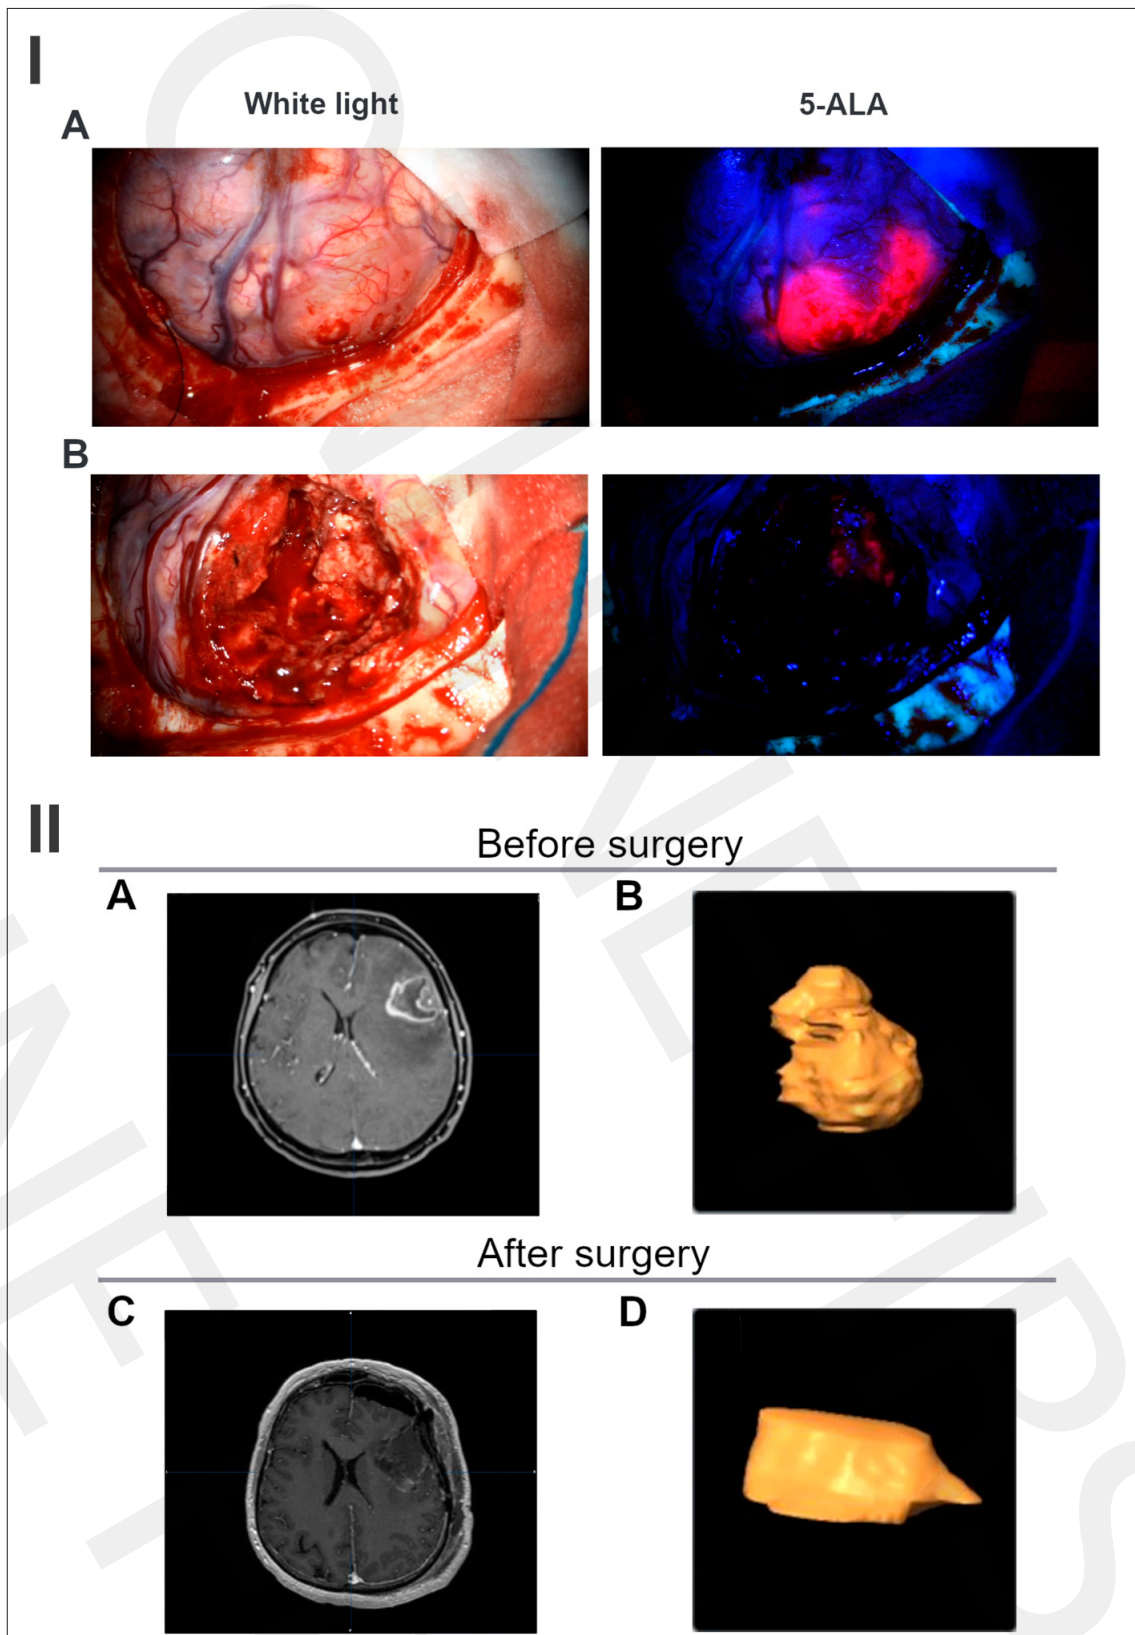 I
White light 5-ALA
A
B
II
Before surgery
A B
After surgery
C D